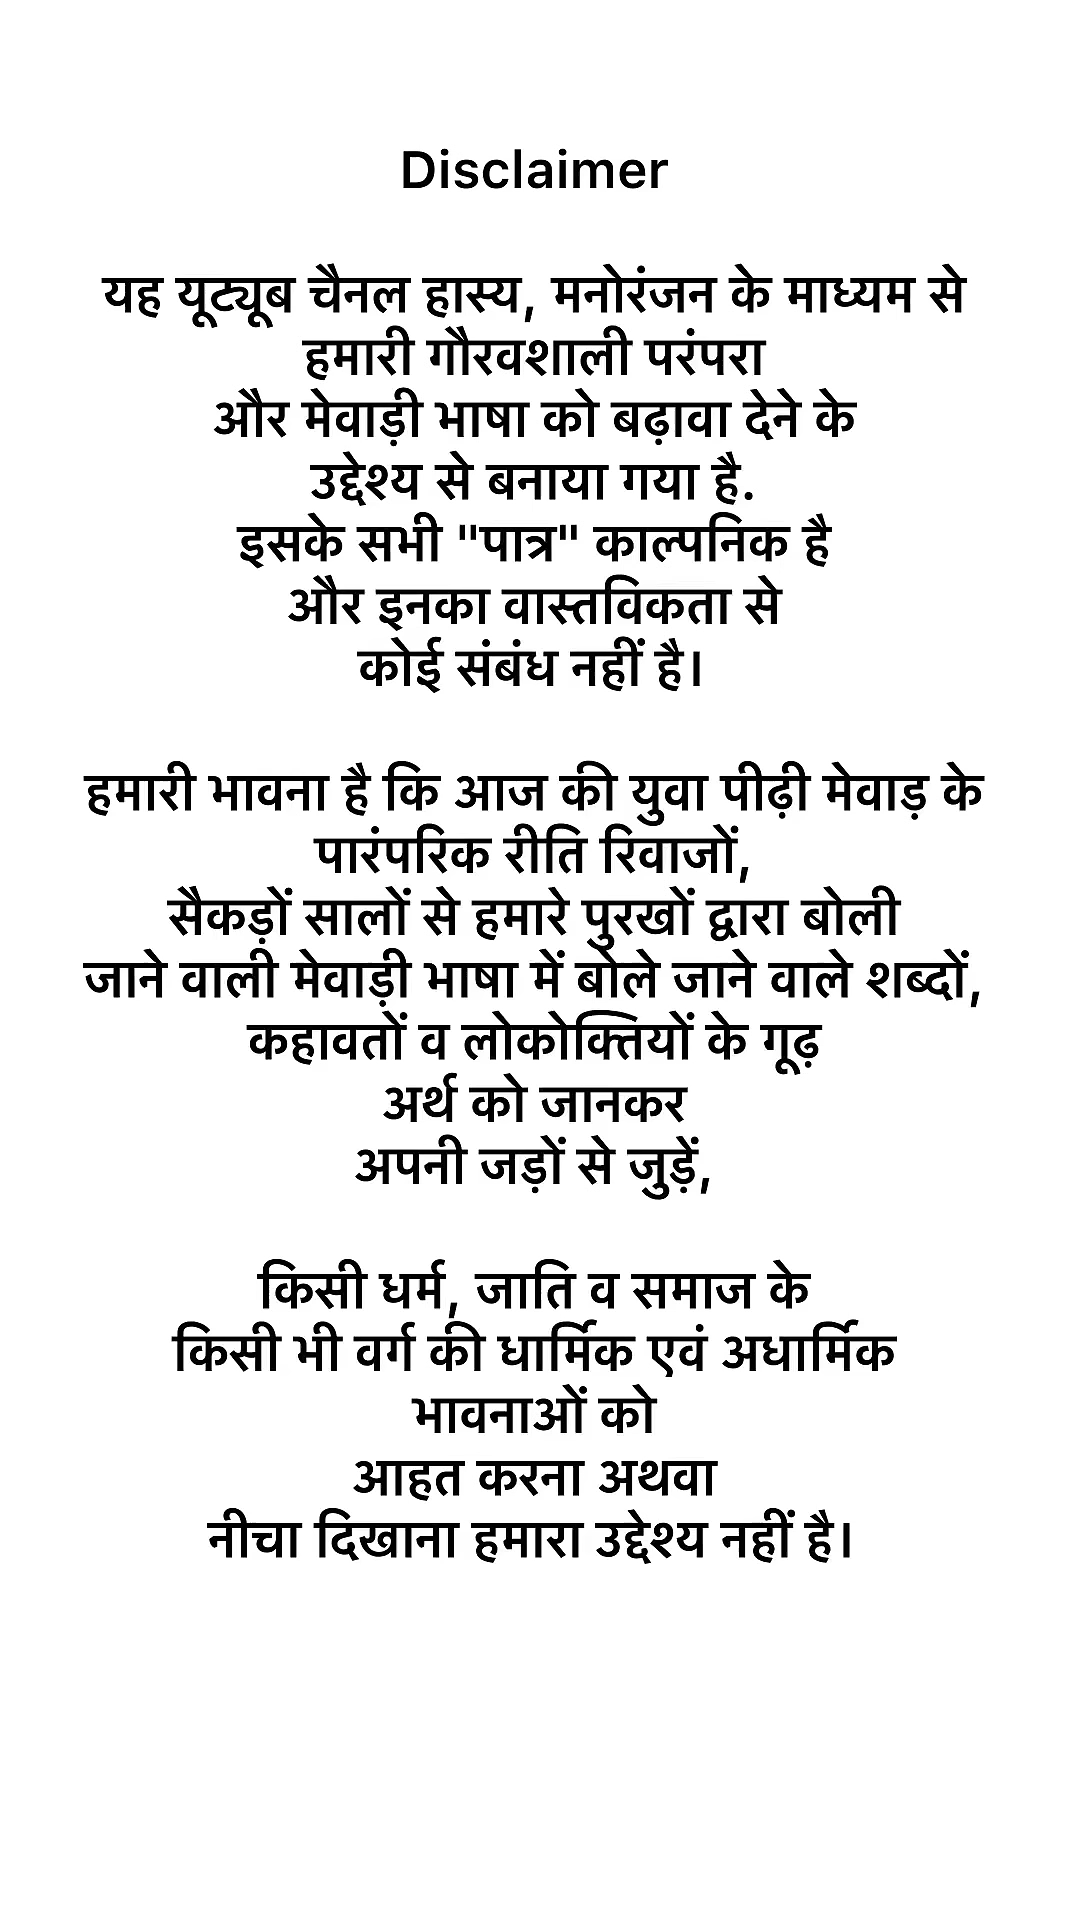 Disclaimer
यह यूट्यूब चैनल हास्य, मनोरंजन के माध्यम से
हमारी गौरवशाली परंपरा
और मेवाड़ी भाषा को बढ़ावा देने के
उद्देश्य से बनाया गया है.
इसके सभी "पात्र" काल्पनिक है
और इनका वास्तविकता से
कोई संबंध नहीं है।
हमारी भावना है कि आज की युवा पीढ़ी मेवाड़ के
पारंपरिक रीति रिवाजों,
सैकड़ों सालों से हमारे पुरखों द्वारा बोली
जाने वाली मेवाड़ी भाषा में बोले जाने वाले शब्दों,
कहावतों व लोकोक्तियों के गूढ़
अर्थ को जानकर
अपनी जड़ों से जुड़ें,
किसी धर्म, जाति व समाज के
किसी भी वर्ग की धार्मिक एवं अधार्मिक
भावनाओं को
आहत करना अथवा
नीचा दिखाना हमारा उद्देश्य नहीं है।